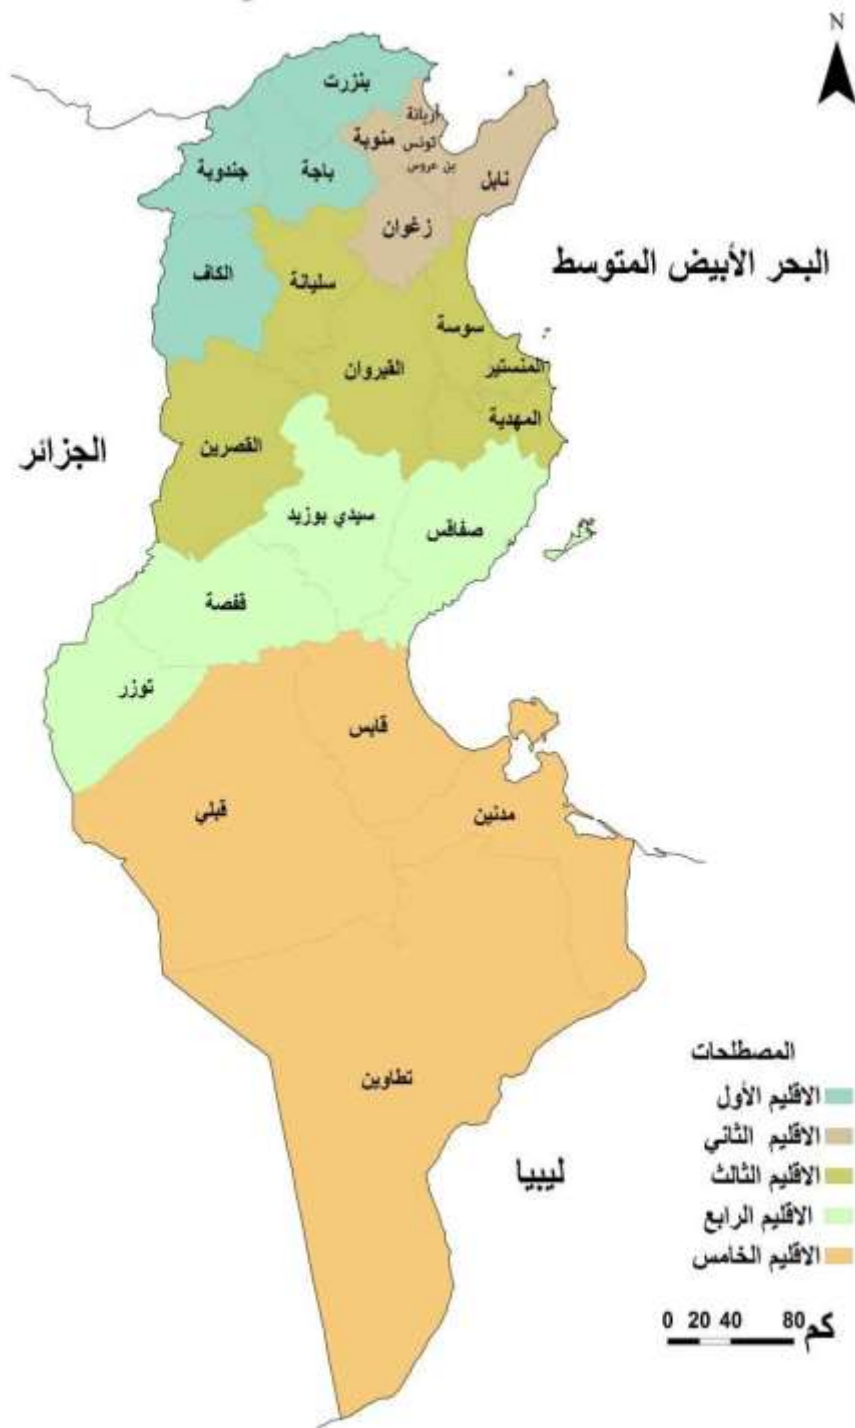 N
بنزرت
أريانة
منوبة
تونس
بن عروس
جندوبة
باجة
نابل
زغوان
الكاف
سليانة
البحر الأبيض المتوسط
سوسة
القيروان
المنستير
المهدية
القصرين
الجزائر
سيدي بوزيد
صفاقس
قفصة
توزر
قابس
قبلي
مدنين
تطاوين
ليبيا
المصطلحات
الاقليم الأول
الاقليم الثاني
الاقليم الثالث
الاقليم الرابع
الاقليم الخامس
0 20 40 80 كم